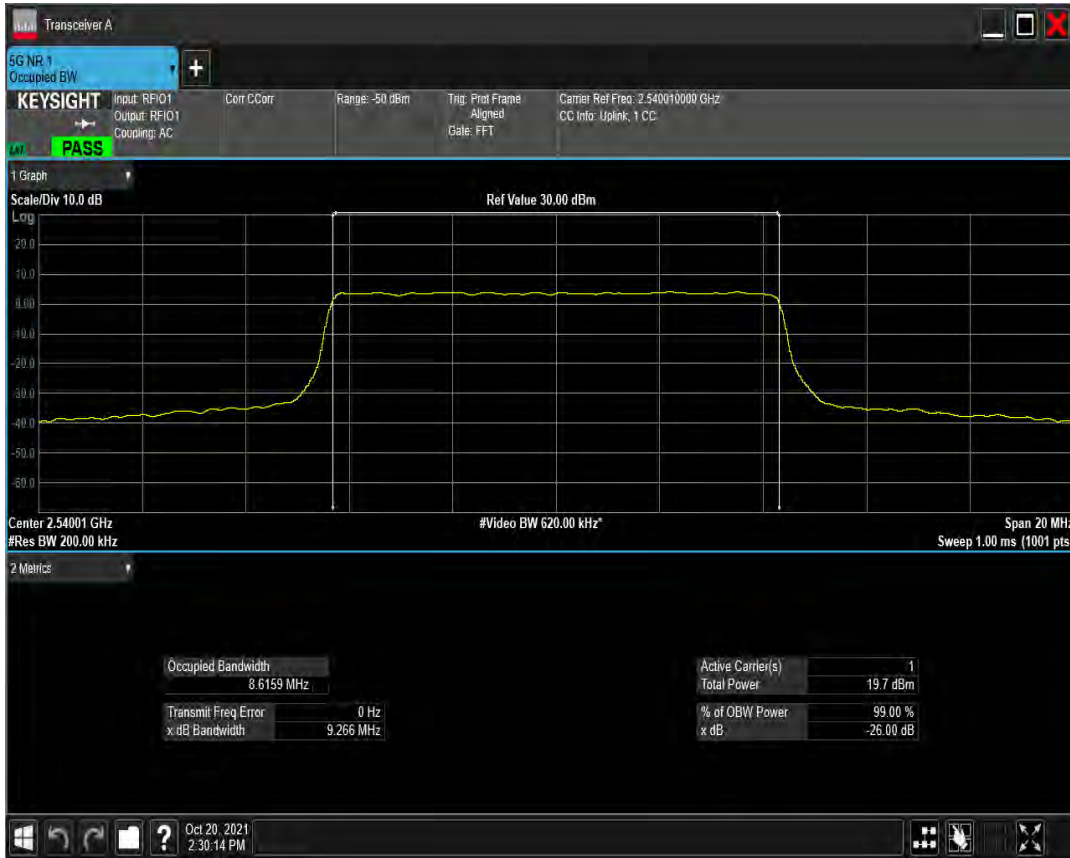 Transceiver A
5G NR 1
Occupied BW
+
KEYSIGHT
Input: RFIO1
Output: RFIO1
Coupling: AC
Corr CCorr
Range: -50 dBm
Trig: Prot Frame
Aligned
Gate: FFT
Carrier Ref Freq: 2.540010000 GHz
CC Info: Uplink, 1 CC
PASS
1 Graph
Scale/Div 10.0 dB
Ref Value 30.00 dBm
Log
20.0
10.0
0.00
-10.0
-20.0
-30.0
-40.0
-50.0
-60.0
Center 2.54001 GHz
#Video BW 620.00 kHz*
Span 20 MHz
#Res BW 200.00 kHz
Sweep 1.00 ms (1001 pts
2 Metrics
Occupied Bandwidth
8.6159 MHz
Transmit Freq Error 0 Hz
x dB Bandwidth 9.266 MHz
Active Carrier(s) 1
Total Power 19.7 dBm
% of OBW Power 99.00 %
x dB -26.00 dB
?
Oct 20, 2021
2:30:14 PM